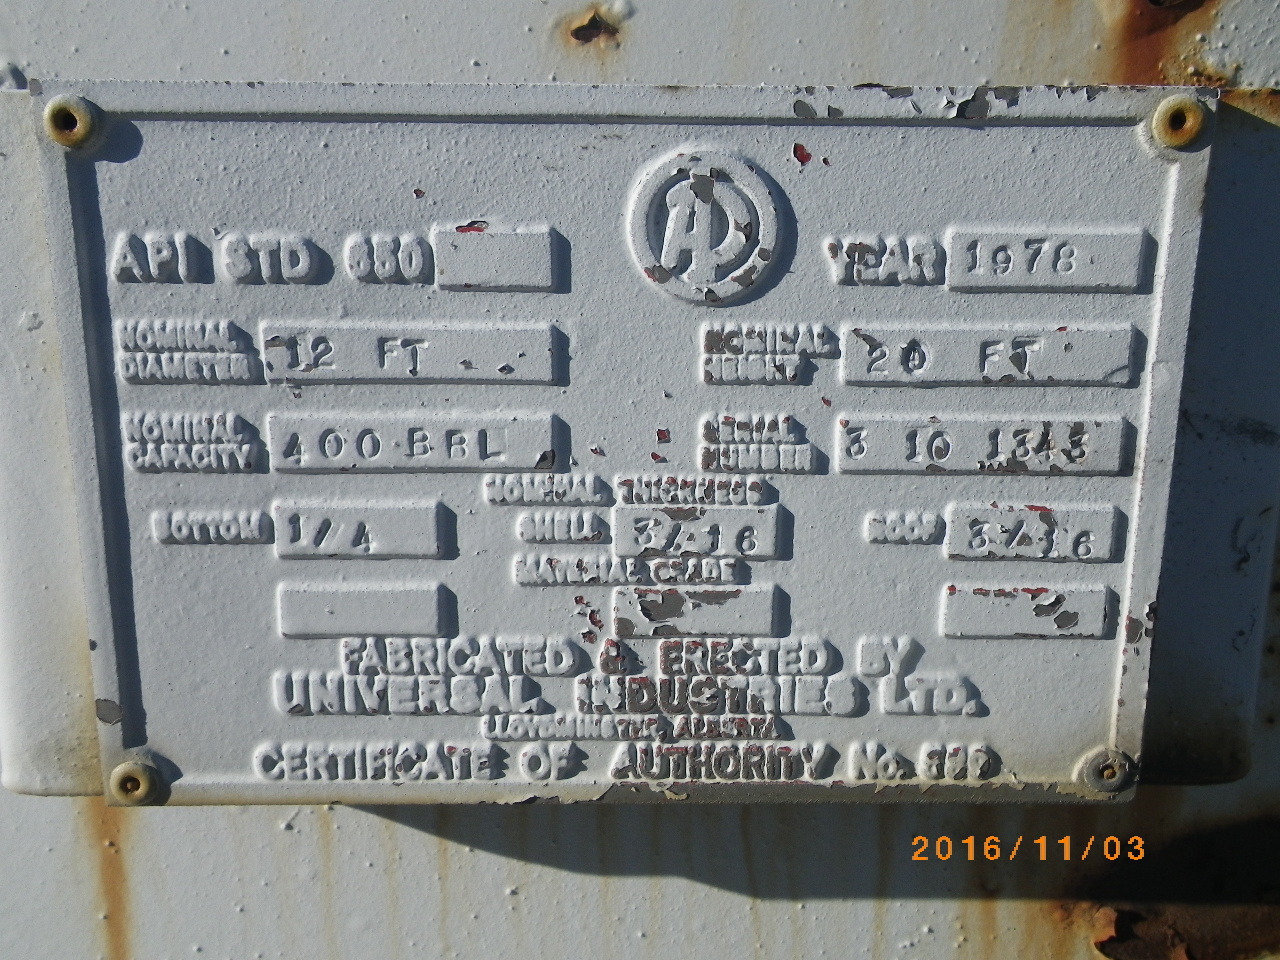 API STD 650 YEAR 1978
NOMINAL DIAMETER 12 FT NOMINAL HEIGHT 20 FT
NOMINAL CAPACITY 400 BBL SERIAL NUMBER 3 10 1343
NOMINAL THICKNESS
BOTTOM 1/4 SHELL 3/16 ROOF 3/16
MATERIAL GRADE
FABRICATED & ERECTED BY
UNIVERSAL INDUSTRIES LTD.
LLOYDMINSTER, ALBERTA
CERTIFICATE OF AUTHORITY No.
2016/11/03